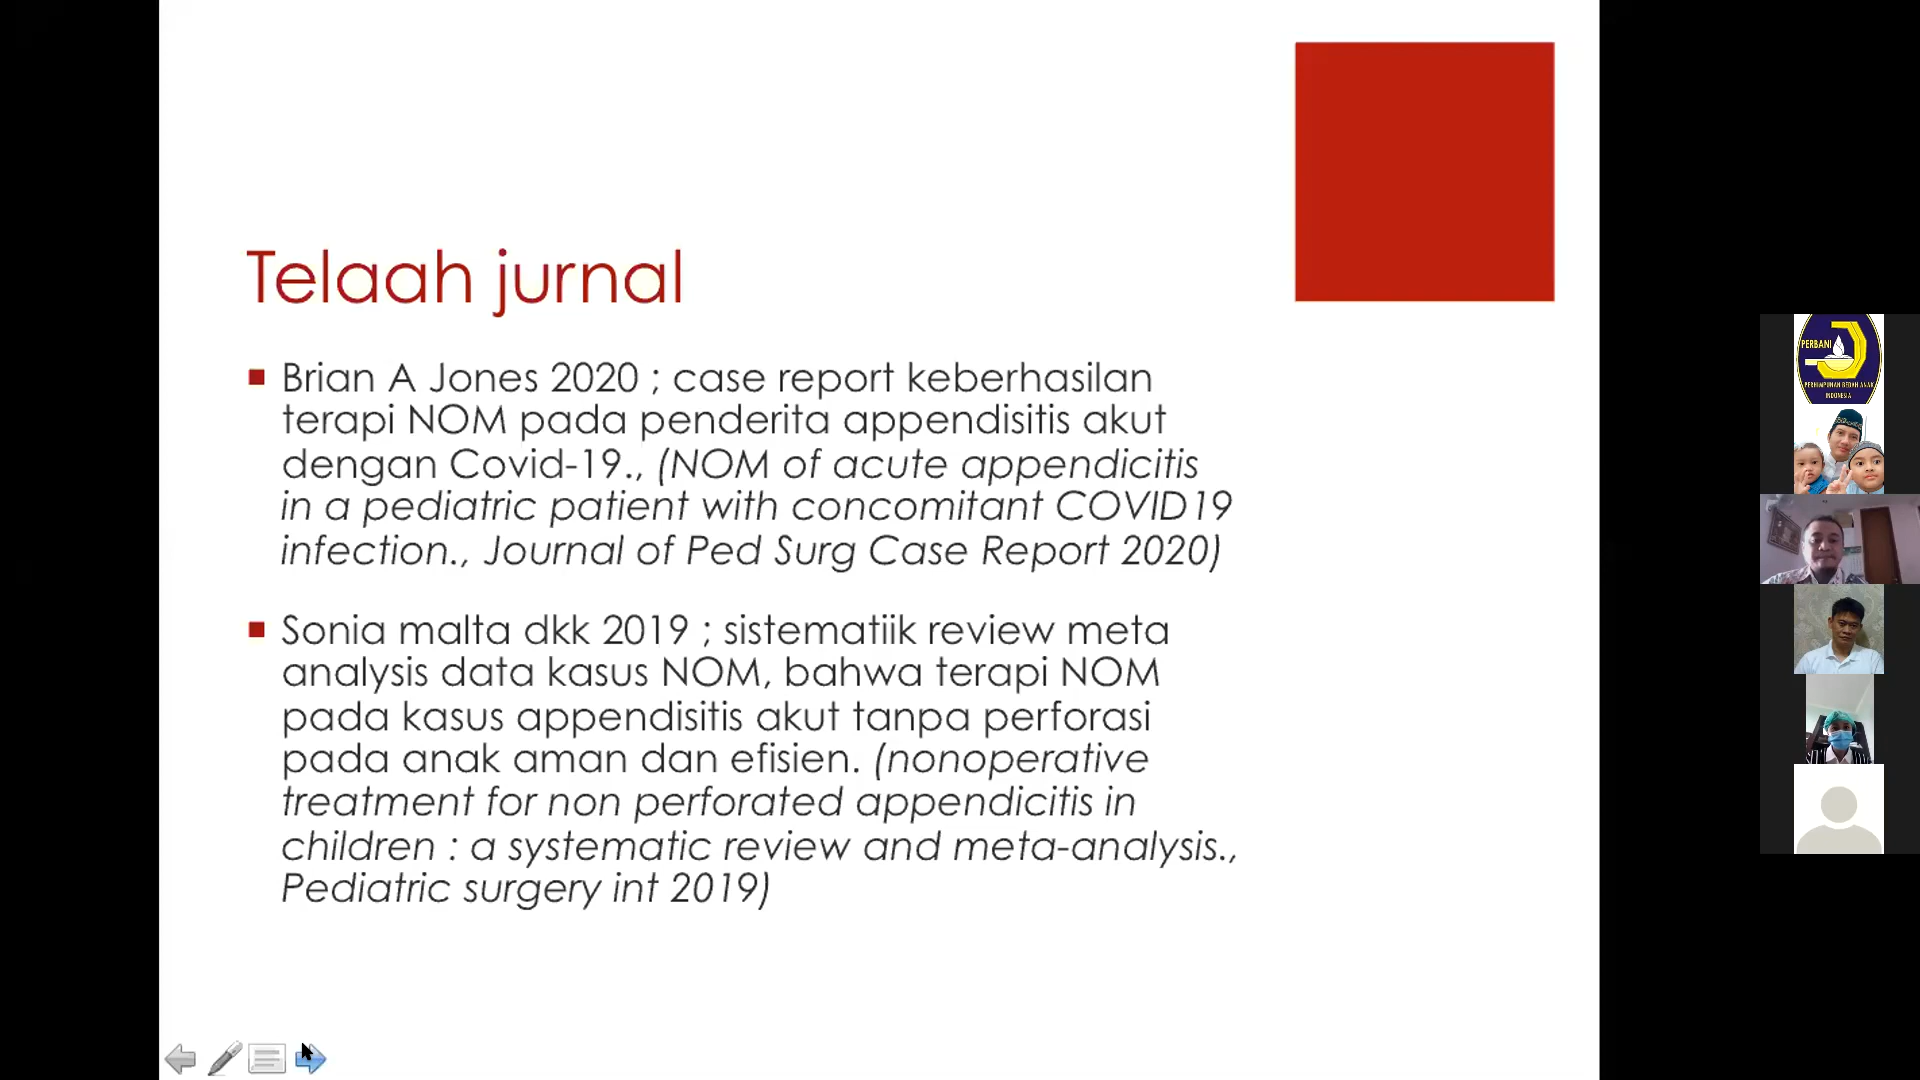 Telaah jurnal
Brian A Jones 2020 ; case report keberhasilan
terapi NOM pada penderita appendisitis akut
dengan Covid-19., (NOM of acute appendicitis
in a pediatric patient with concomitant COVID19
infection., Journal of Ped Surg Case Report 2020)
Sonia malta dkk 2019 ; sistematiik review meta
analysis data kasus NOM, bahwa terapi NOM
pada kasus appendisitis akut tanpa perforasi
pada anak aman dan efisien. (nonoperative
treatment for non perforated appendicitis in
children : a systematic review and meta-analysis.,
Pediatric surgery int 2019)
PERBANI
PERHIMPUNAN BEDAH ANAK
INDONESIA